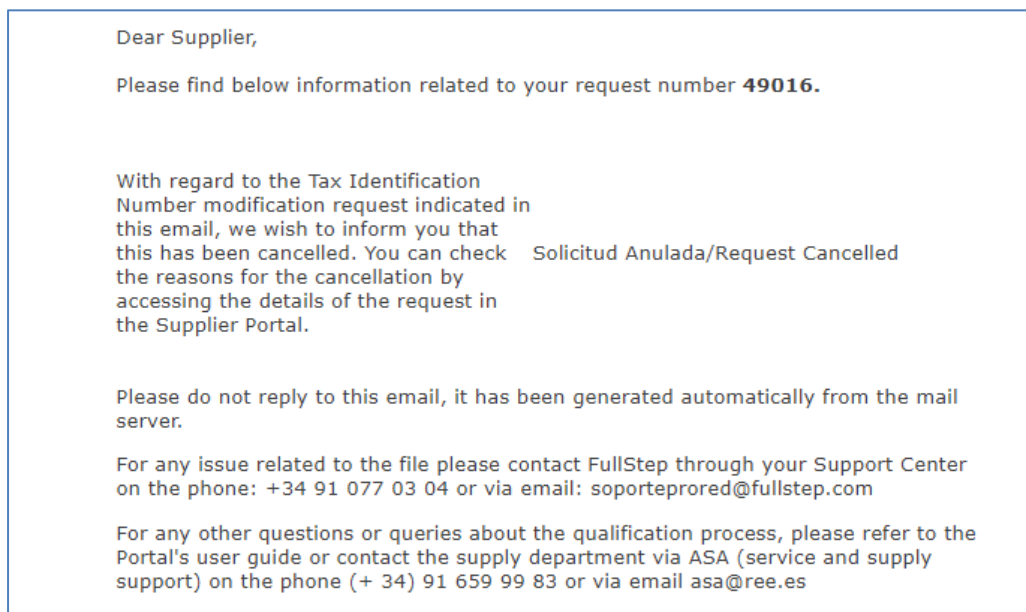 Dear Supplier,
Please find below information related to your request number 49016.
With regard to the Tax Identification
Number modification request indicated in
this email, we wish to inform you that
this has been cancelled. You can check
the reasons for the cancellation by
accessing the details of the request in
the Supplier Portal.
Solicitud Anulada/Request Cancelled
Please do not reply to this email, it has been generated automatically from the mail
server.
For any issue related to the file please contact FullStep through your Support Center
on the phone: +34 91 077 03 04 or via email: soporteprored@fullstep.com
For any other questions or queries about the qualification process, please refer to the
Portal's user guide or contact the supply department via ASA (service and supply
support) on the phone (+ 34) 91 659 99 83 or via email asa@ree.es